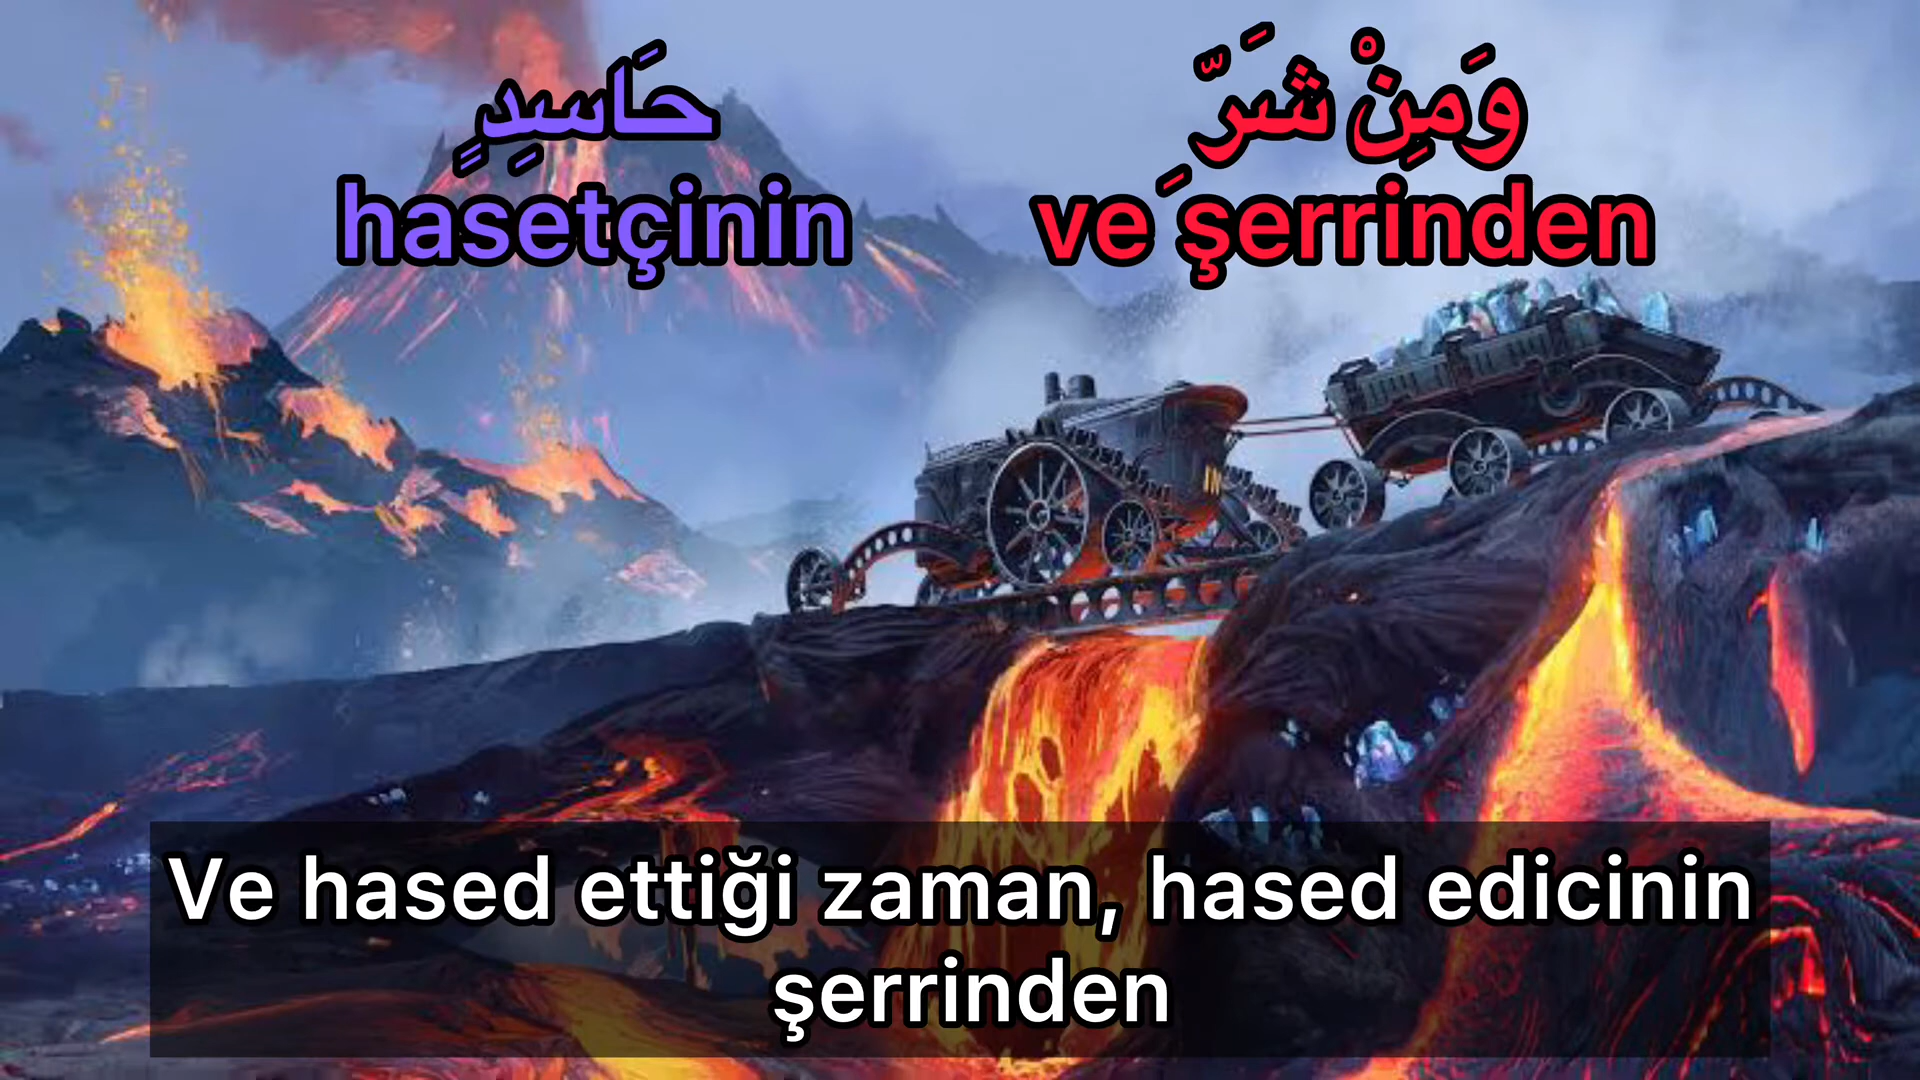 وَمِنْ شَرِّ
ve şerrinden
حَاسِدٍ
hasetçinin
Ve hased ettiği zaman, hased edicinin
şerrinden